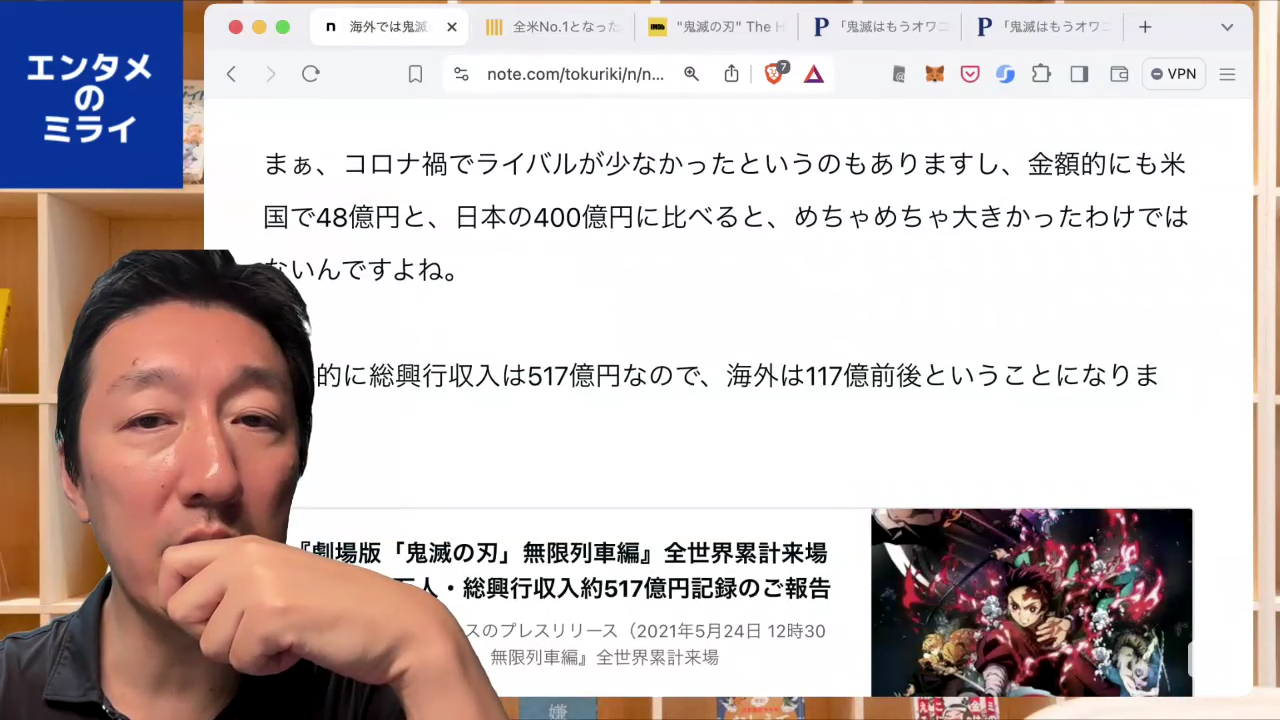 エンタメ
の
ミライ
海外では鬼滅
全米No.1となった
IMDb
"鬼滅の刃" The H
P
「鬼滅はもうオワコ
P
「鬼滅はもうオワコ
note.com/tokuriki/n/n...
7
VPN
まぁ、コロナ禍でライバルが少なかったというのもありますし、金額的にも米
国で48億円と、日本の400億円に比べると、めちゃめちゃ大きかったわけでは
ないんですよね。
的に総興行収入は517億円なので、海外は117億前後ということになりま
『劇場版「鬼滅の刃」無限列車編』全世界累計来場
万人・総興行収入約517億円記録のご報告
スのプレスリリース（2021年5月24日 12時30
無限列車編』全世界累計来場
嫌